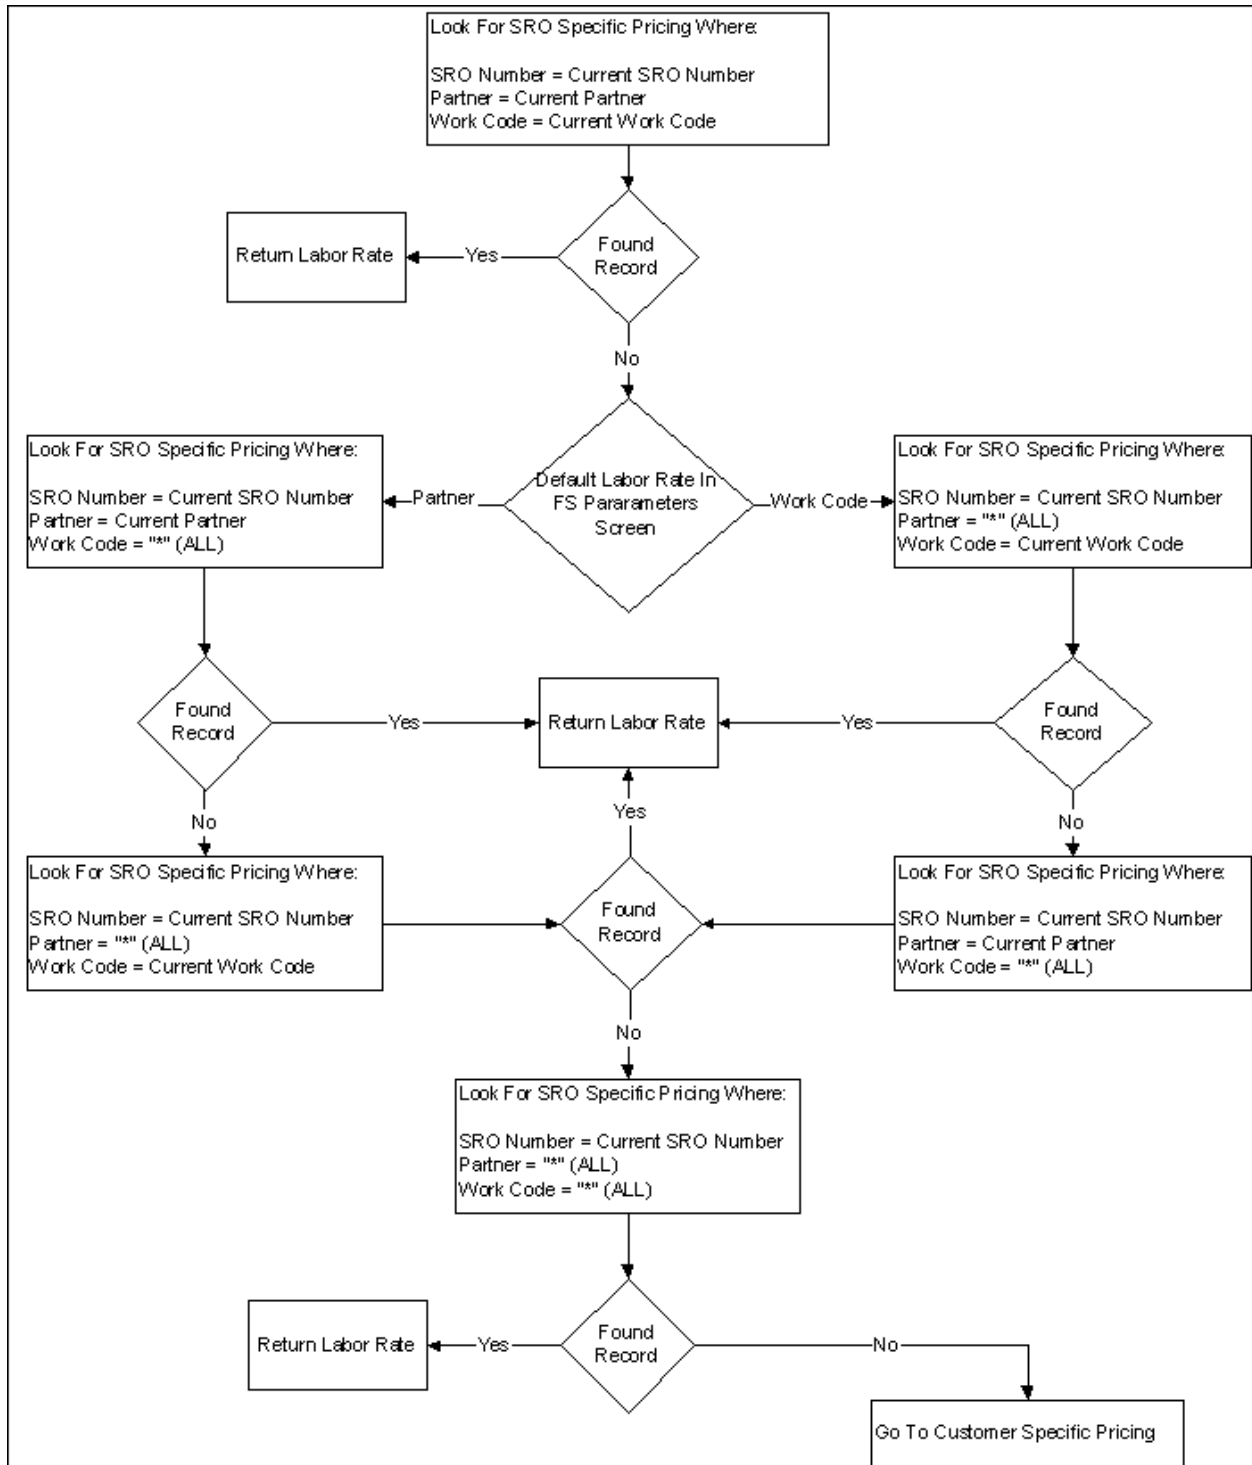 Look For SRO Specific Pricing Where:
SRO Number = Current SRO Number
Partner = Current Partner
Work Code = Current Work Code
Return Labor Rate
Yes
Found
Record
No
Look For SRO Specific Pricing Where:
SRO Number = Current SRO Number
Partner = Current Partner
Work Code = "*" (ALL)
Partner
Default Labor Rate In
FS Pararameters
Screen
Work Code
Look For SRO Specific Pricing Where:
SRO Number = Current SRO Number
Partner = "*" (ALL)
Work Code = Current Work Code
Found
Record
Yes
Return Labor Rate
Yes
Found
Record
No
Yes
No
Look For SRO Specific Pricing Where:
SRO Number = Current SRO Number
Partner = "*" (ALL)
Work Code = Current Work Code
Found
Record
Look For SRO Specific Pricing Where:
SRO Number = Current SRO Number
Partner = Current Partner
Work Code = "*" (ALL)
No
Look For SRO Specific Pricing Where:
SRO Number = Current SRO Number
Partner = "*" (ALL)
Work Code = "*" (ALL)
Return Labor Rate
Yes
Found
Record
No
Go To Customer Specific Pricing